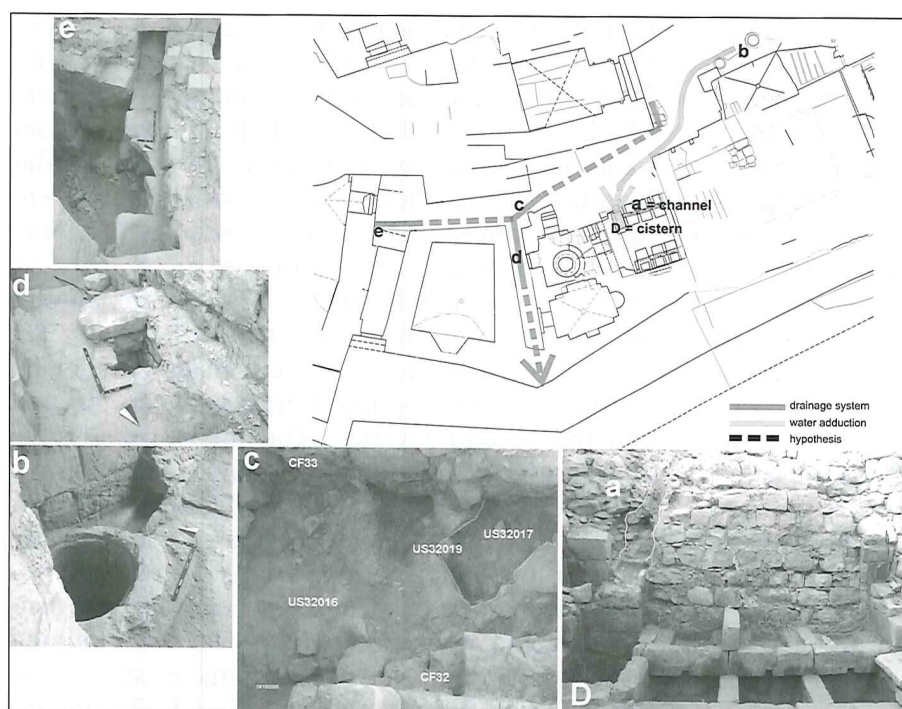 e
b
c
a = channel
D = cistern
e
d
d
drainage system
water adduction
hypothesis
b
c
CF33
US32019
US32017
US32016
CF32
a
D